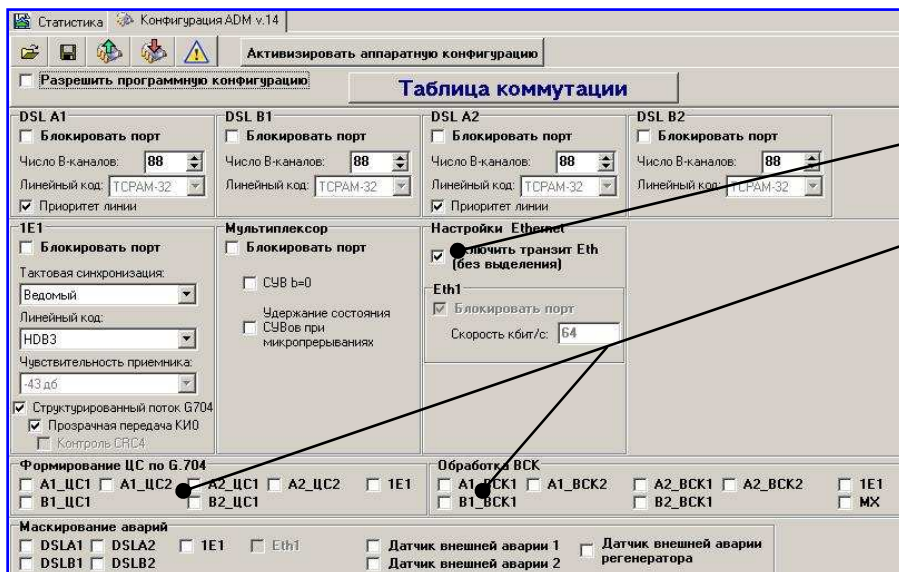 Статистика Конфигурация ADM v.14
Активизировать аппаратную конфигурацию
Разрешить программную конфигурацию
Таблица коммутации
DSL A1 DSL B1 DSL A2 DSL B2
Блокировать порт Блокировать порт Блокировать порт Блокировать порт
Число В-каналов: 88 Число В-каналов: 88 Число В-каналов: 88 Число В-каналов: 88
Линейный код: TCPAM-32 Линейный код: TCPAM-32 Линейный код: TCPAM-32 Линейный код: TCPAM-32
Приоритет линии Приоритет линии
1E1 Мультиплексор Настройки Ethernet
Блокировать порт Блокировать порт транзит Eth
(без выделения)
Тактовая синхронизация:
СУВ b=0
Ведомый
Eth1
Линейный код:
Удержание состояния
СУВов при
микропрерываниях
Блокировать порт
HDB3
Скорость кбит/с: 64
Чувствительность приемника:
-43 дб
Структурированный поток G704
Прозрачная передача КИ0
Контроль CRC4
Формирование ЦС по G.704 Обработка ВСК
A1_ЦС1 A1_ЦС2 A2_ЦС1 A2_ЦС2 1E1 A1_ВСК1 A1_ВСК2 A2_ВСК1 A2_ВСК2 1E1
B1_ЦС1 B2_ЦС1 B1_ВСК1 B2_ВСК1 MX
Маскирование аварий
DSLA1 DSLA2 1E1 Eth1 Датчик внешней аварии 1 Датчик внешней аварии
регенератора
DSLB1 DSLB2 Датчик внешней аварии 2